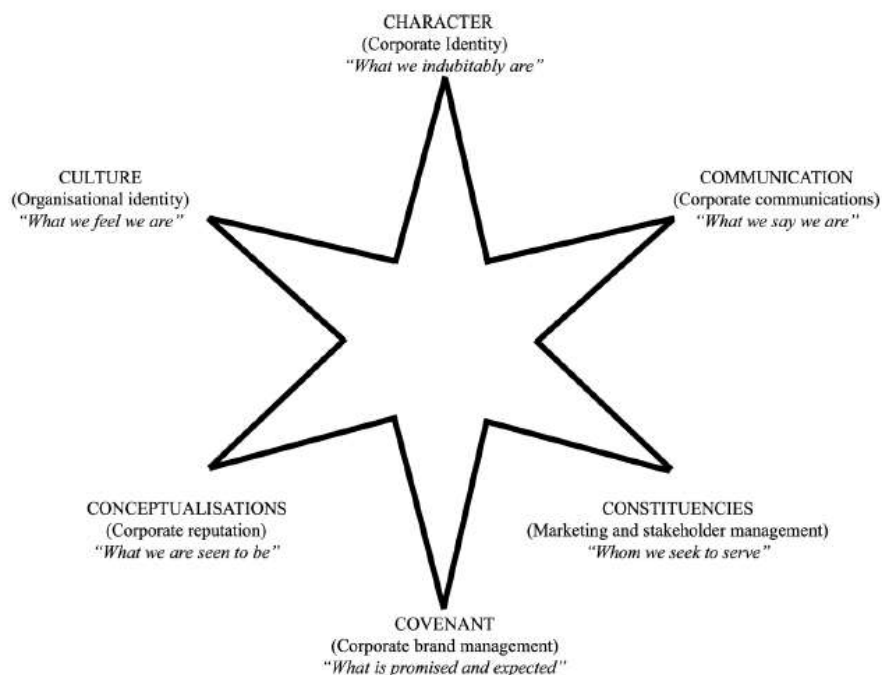 CHARACTER
(Corporate Identity)
“What we indubitably are”
CULTURE
(Organisational identity)
“What we feel we are”
COMMUNICATION
(Corporate communications)
“What we say we are”
CONCEPTUALISATIONS
(Corporate reputation)
“What we are seen to be”
CONSTITUENCIES
(Marketing and stakeholder management)
“Whom we seek to serve”
COVENANT
(Corporate brand management)
“What is promised and expected”